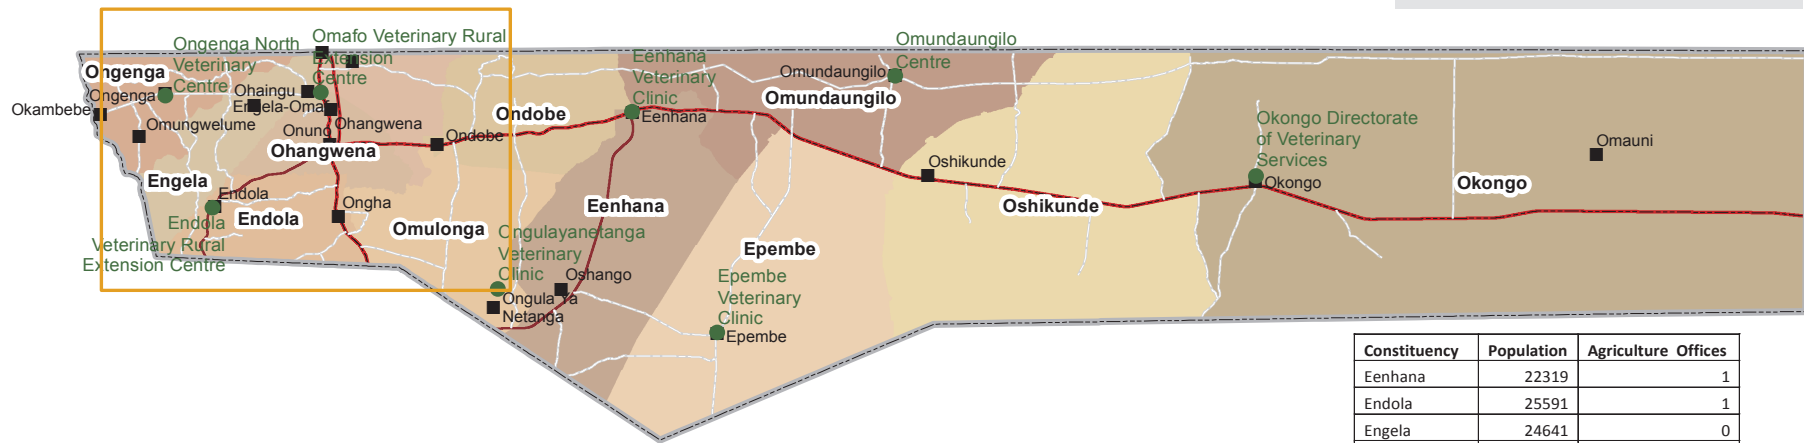 Ongenga North
Veterinary
Centre
Omafo Veterinary Rural
Extension
Centre
Eenhana
Veterinary
Clinic
Omundaungilo
Centre
Omundaungilo
Omundaungilo
Ongenga
Ongenga
Okambebe
Omungwelume
Ohaingu
Engela-Omafo
Onuno
Ohangwena
Ohangwena
Ondobe
Ondobe
Eenhana
Okongo Directorate
of Veterinary
Services
Okongo
Okongo
Omauni
Oshikunde
Oshikunde
Engela
Endola
Endola
Endola
Veterinary Rural
Extension Centre
Ongha
Omulonga
Eenhana
Ongulayanetanga
Veterinary
Clinic
Oshango
Ongula Ya
Netanga
Epembe
Epembe
Veterinary
Clinic
Epembe
Constituency Population Agriculture Offices
Eenhana 22319 1
Endola 25591 1
Engela 24641 0